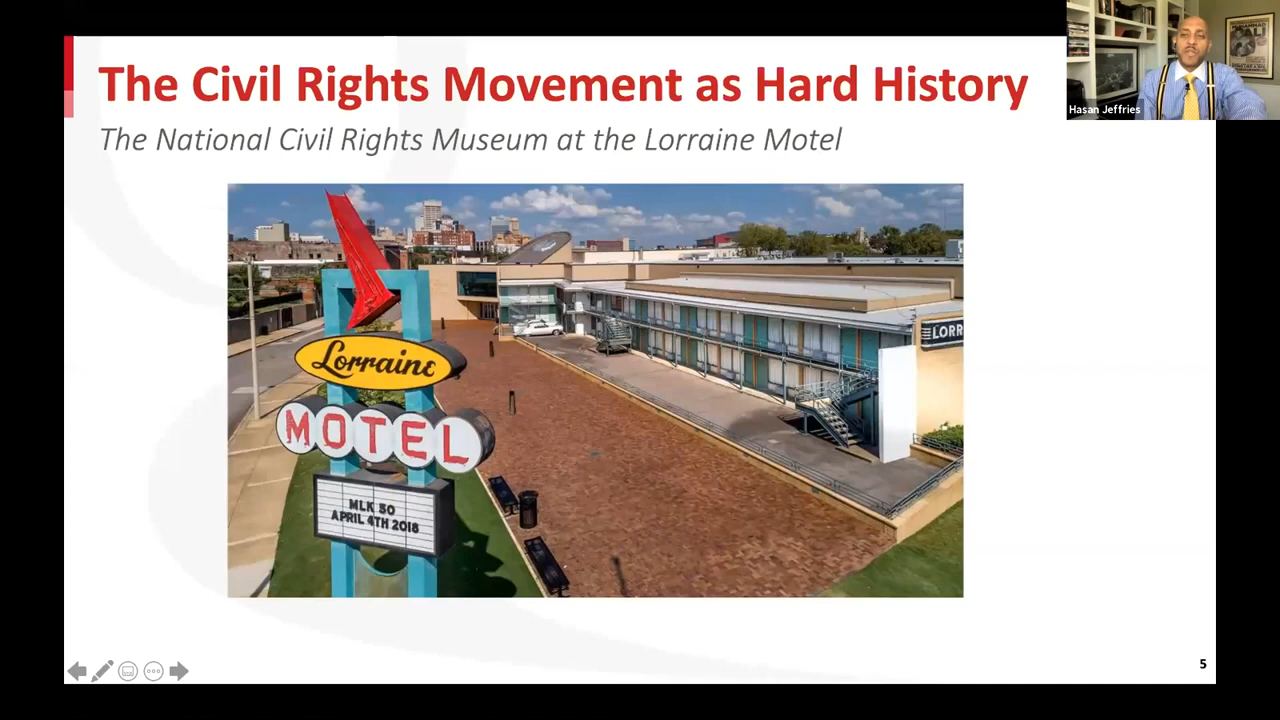 The Civil Rights Movement as Hard History
The National Civil Rights Museum at the Lorraine Motel
Hasan Jeffries
Lorraine
MOTEL
MLK 50
APRIL 4TH 2018
LORR
5